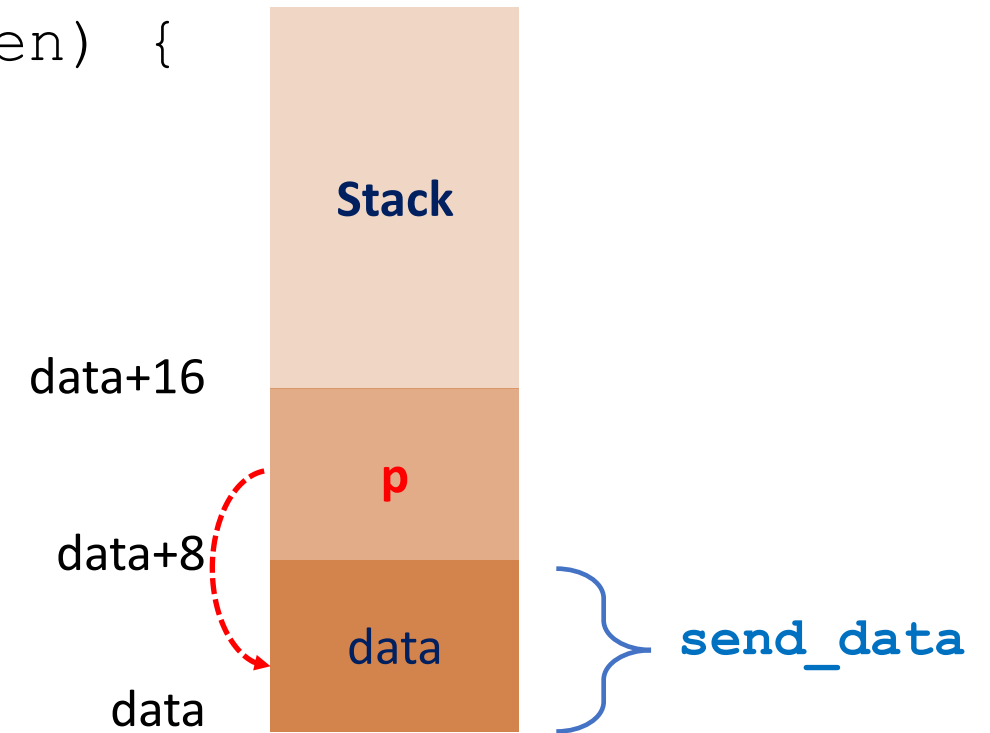 en) {
Stack
data+16
p
data+8
data
send_data
data